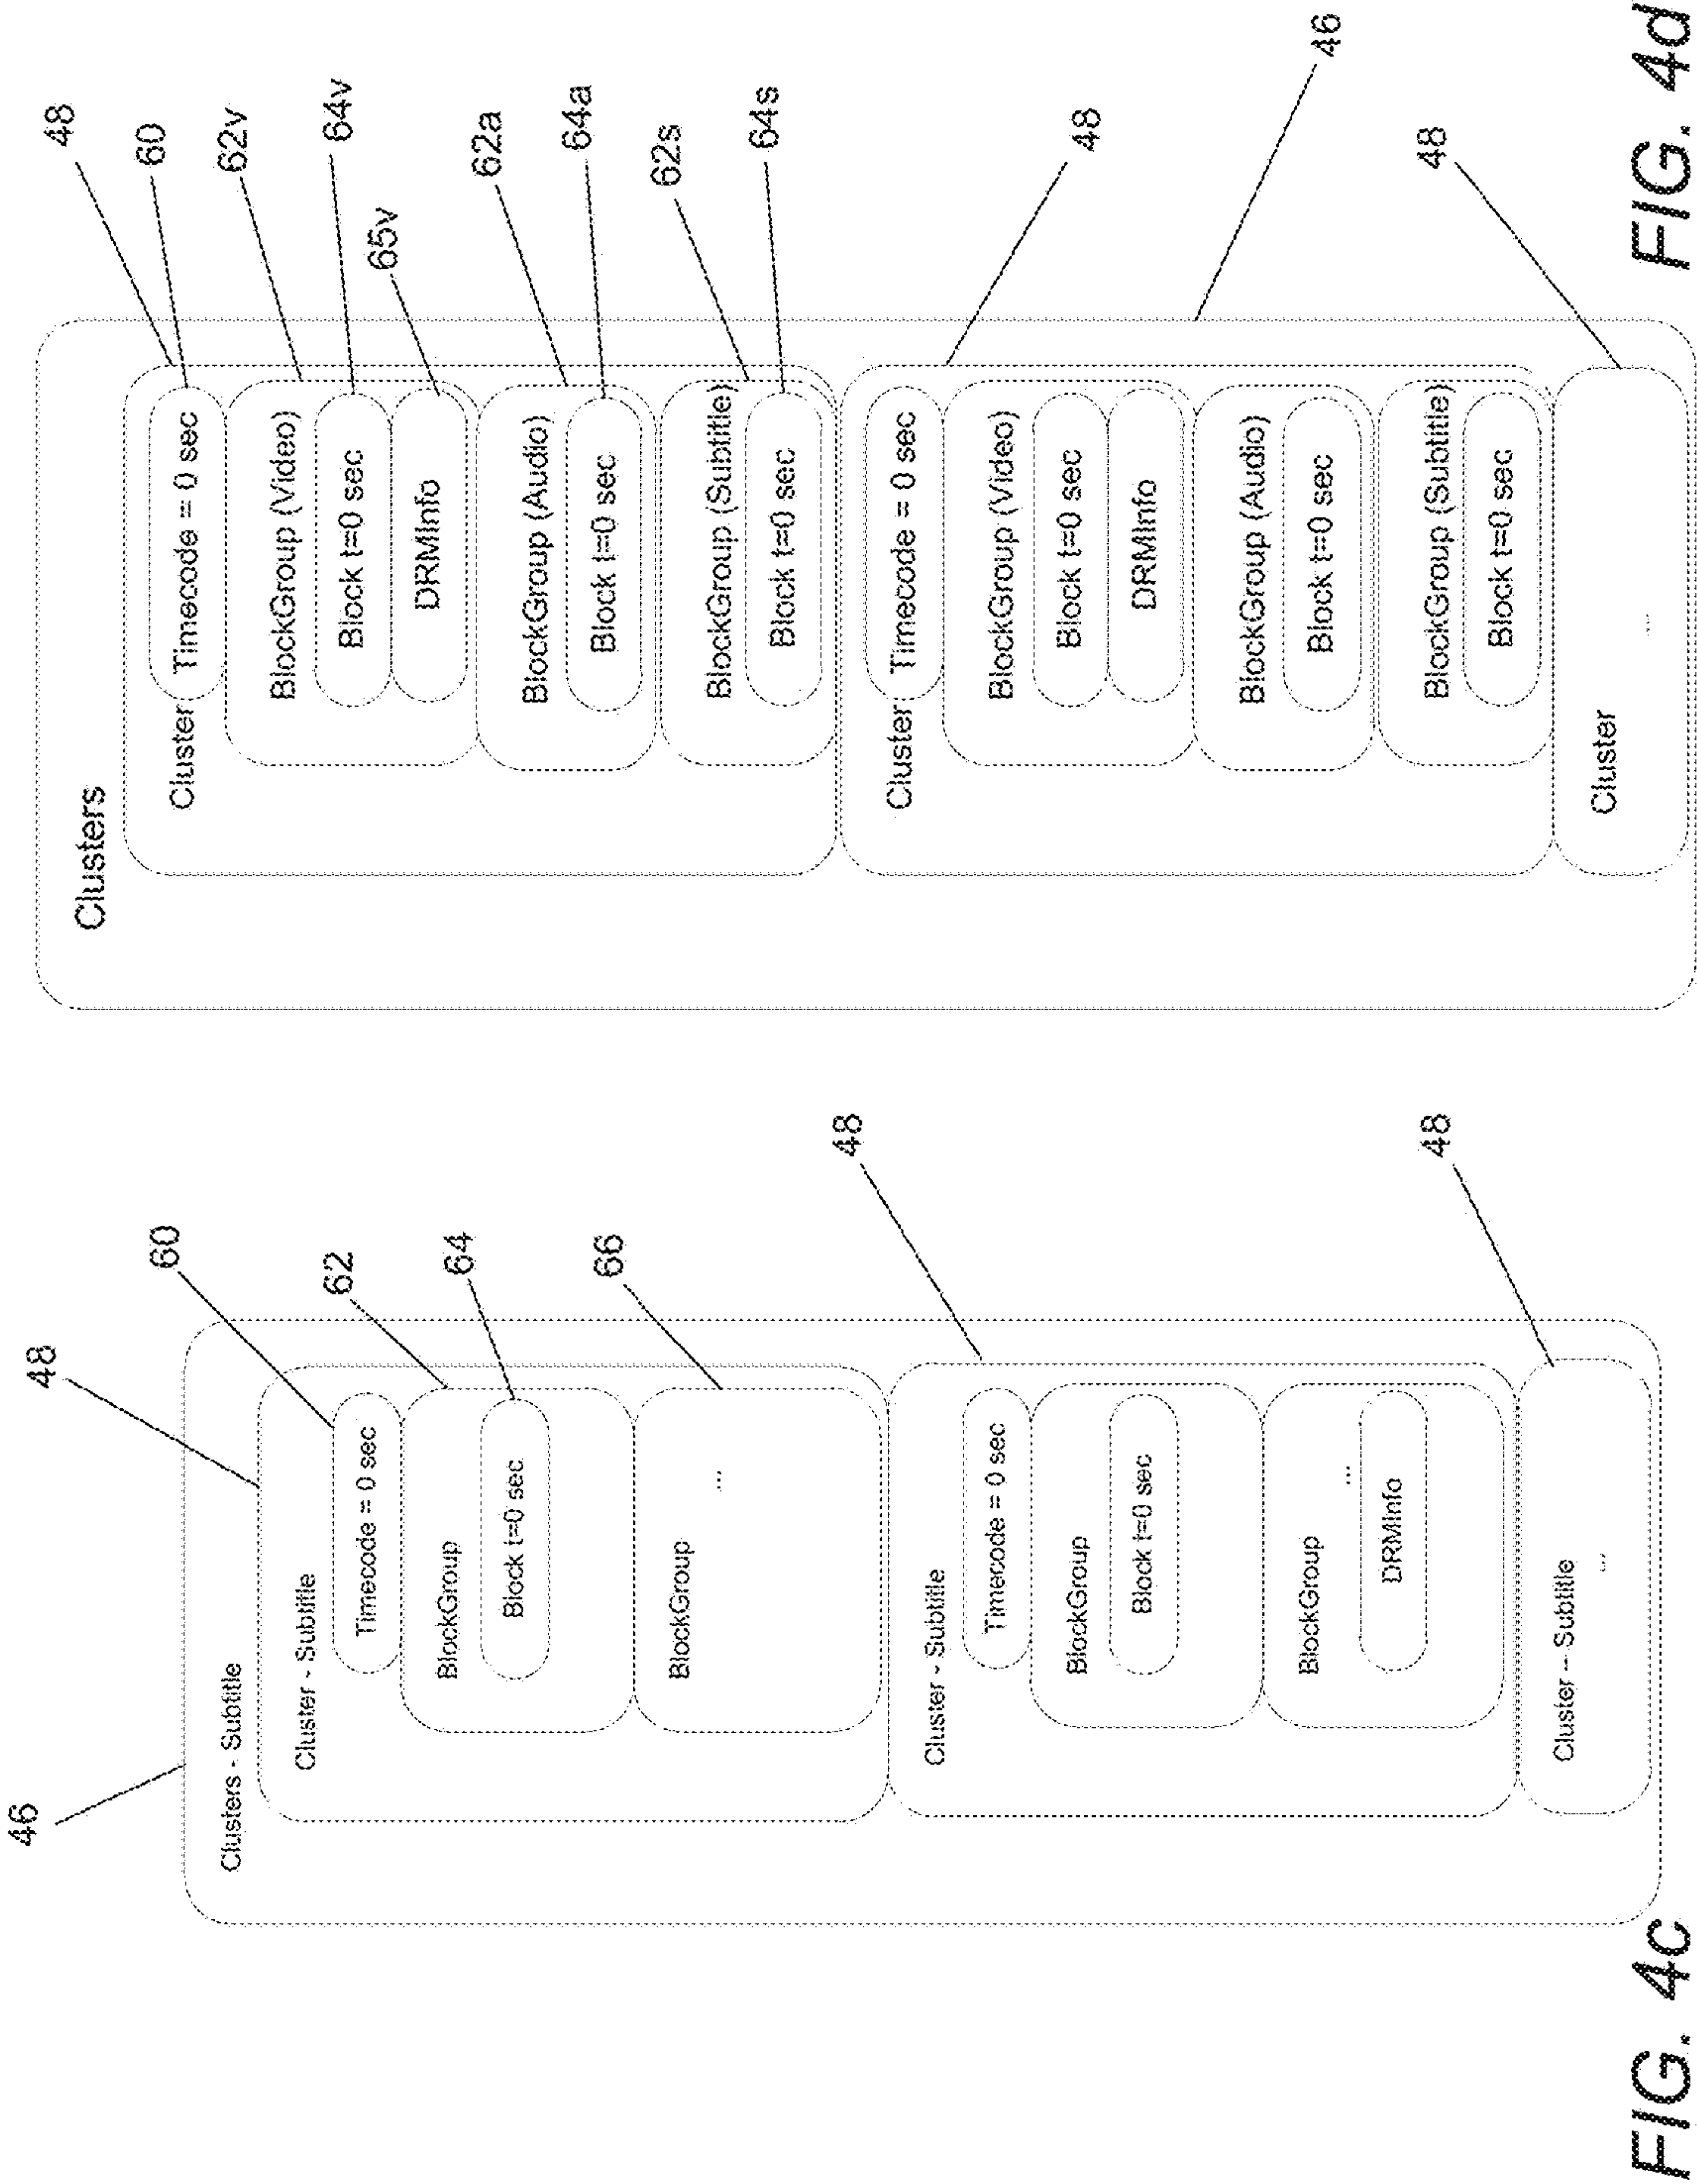 46
48
60
62
64
66
48
48
Clusters - Subtitle
Cluster - Subtitle
Timecode = 0 sec
BlockGroup
Block t=0 sec
BlockGroup
...
Cluster - Subtitle
Timecode = 0 sec
BlockGroup
Block t=0 sec
BlockGroup
...
DRMInfo
Cluster – Subtitle
...
FIG. 4c
48
60
62v
64v
65v
62a
64a
62s
64s
48
46
48
Clusters
Cluster Timecode = 0 sec
BlockGroup (Video)
Block t=0 sec
DRMInfo
BlockGroup (Audio)
Block t=0 sec
BlockGroup (Subtitle)
Block t=0 sec
Cluster Timecode = 0 sec
BlockGroup (Video)
Block t=0 sec
DRMInfo
BlockGroup (Audio)
Block t=0 sec
BlockGroup (Subtitle)
Block t=0 sec
Cluster
...
FIG. 4d